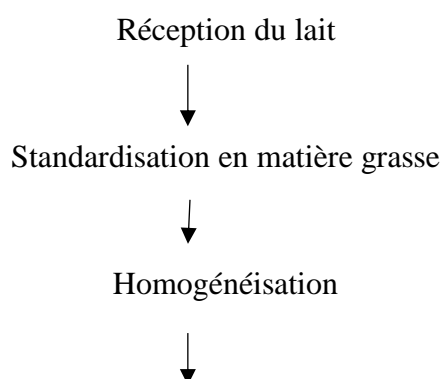 Réception du lait
Standardisation en matière grasse
Homogénéisation